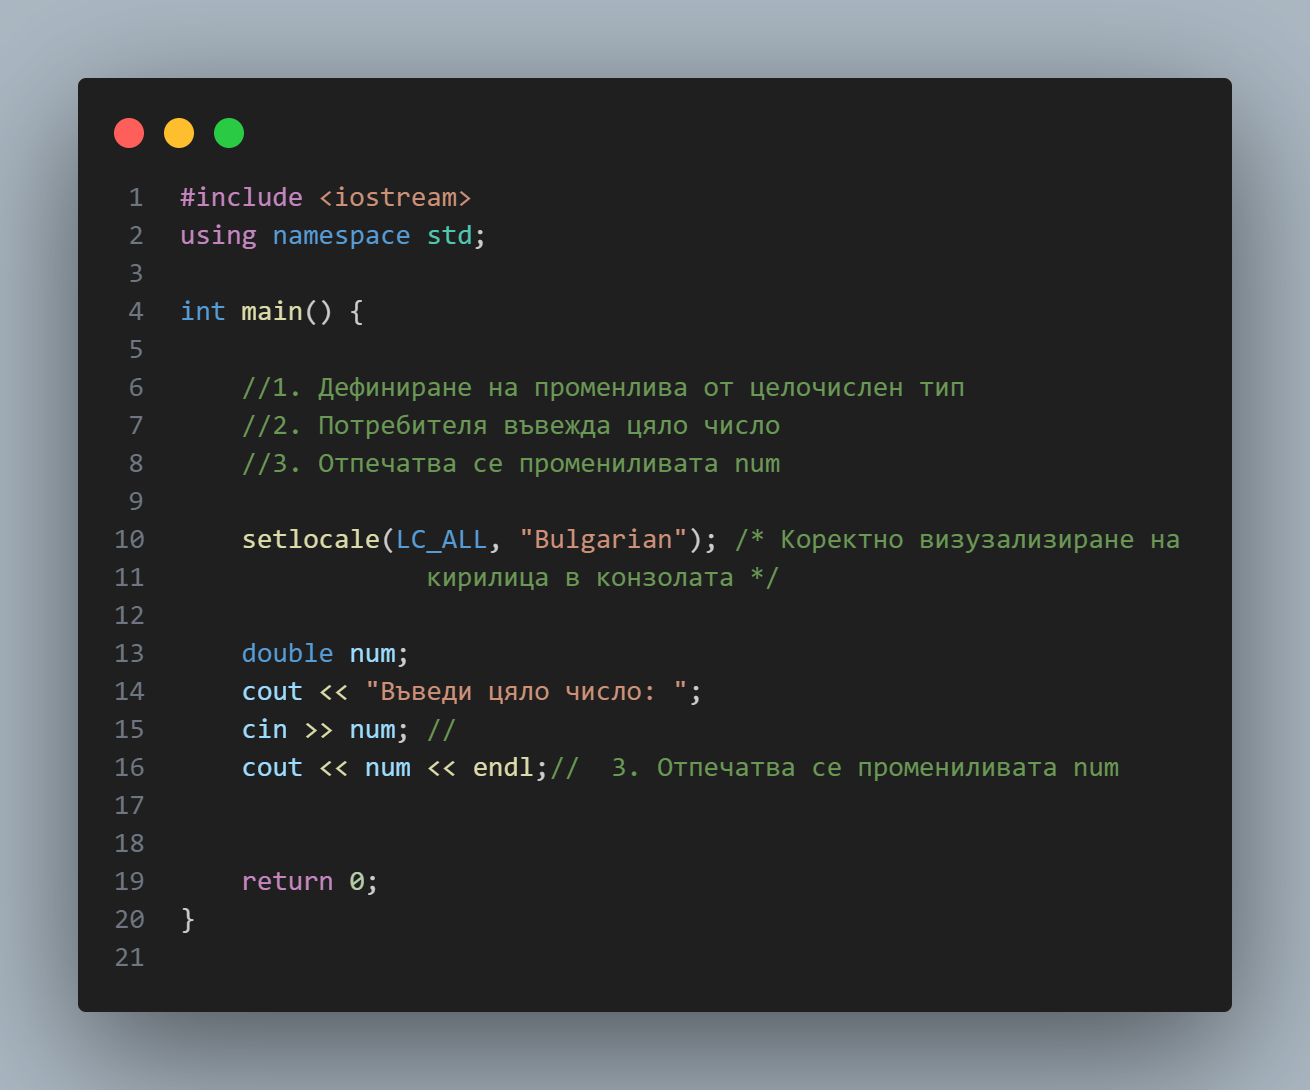 1 #include <iostream>
2 using namespace std;
3
4 int main() {
5
6     //1. Дефиниране на променлива от целочислен тип
7     //2. Потребителя въвежда цяло число
8     //3. Отпечатва се промениливата num
9
10     setlocale(LC_ALL, "Bulgarian"); /* Коректно визузализиране на
11                 кирилица в конзолата */
12
13     double num;
14     cout << "Въведи цяло число: ";
15     cin >> num; //
16     cout << num << endl;//  3. Отпечатва се промениливата num
17
18
19     return 0;
20 }
21